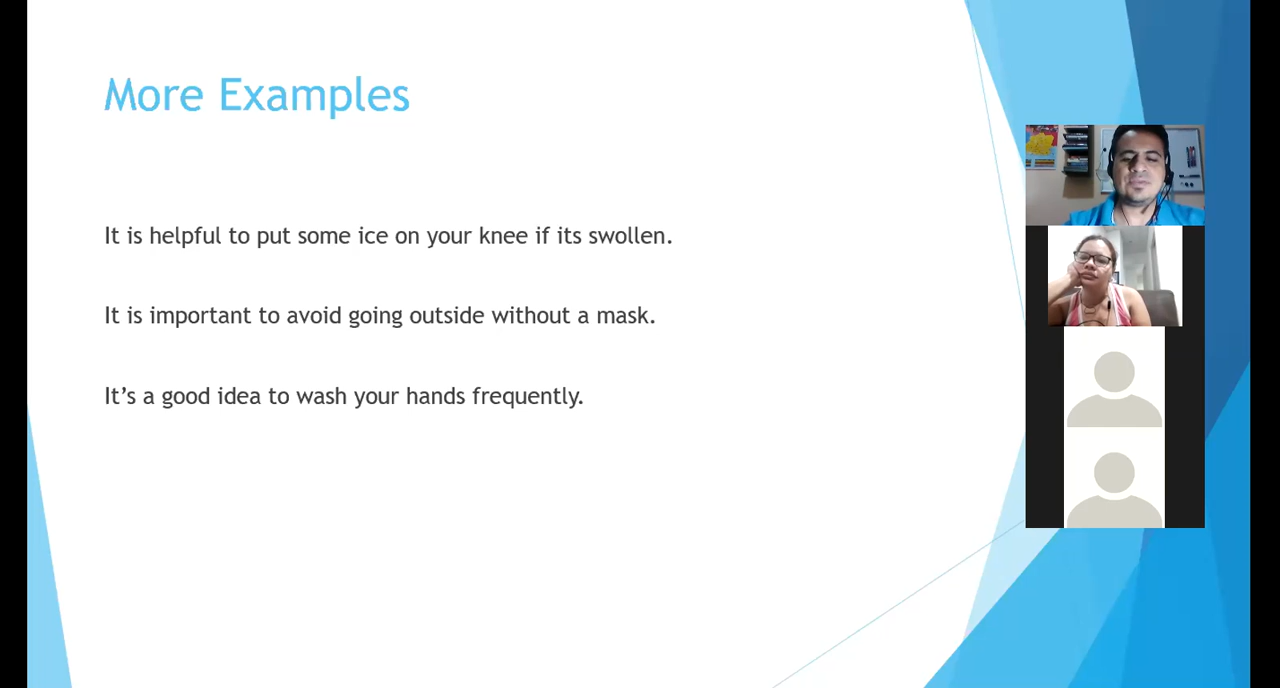 More Examples
It is helpful to put some ice on your knee if its swollen.
It is important to avoid going outside without a mask.
It’s a good idea to wash your hands frequently.